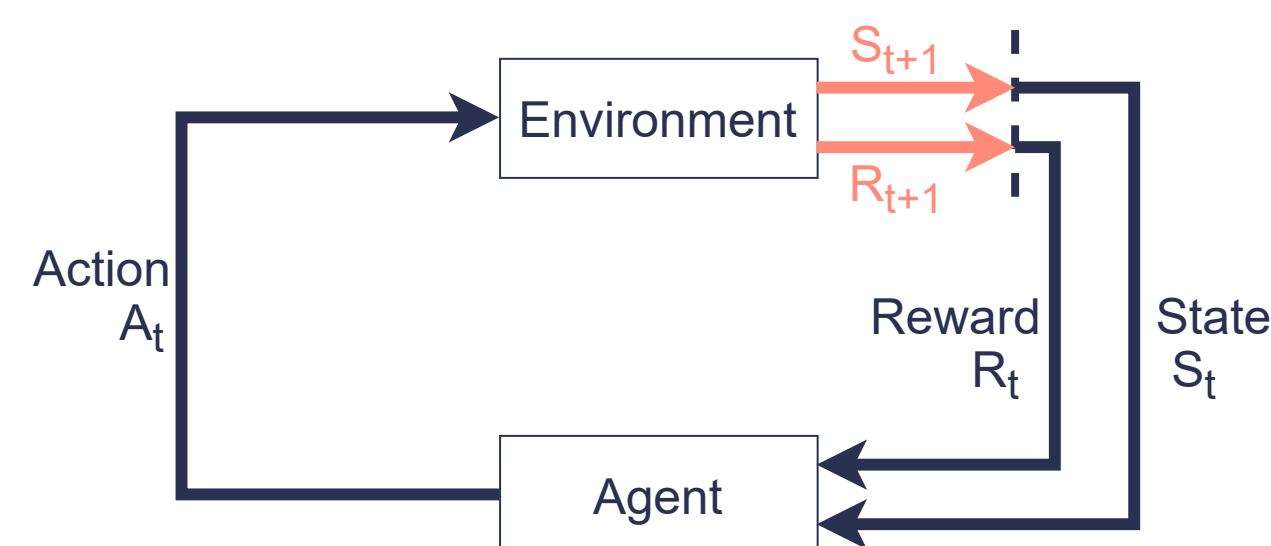 S_{t+1}
Environment
R_{t+1}
Action
A_t
Reward
R_t
State
S_t
Agent